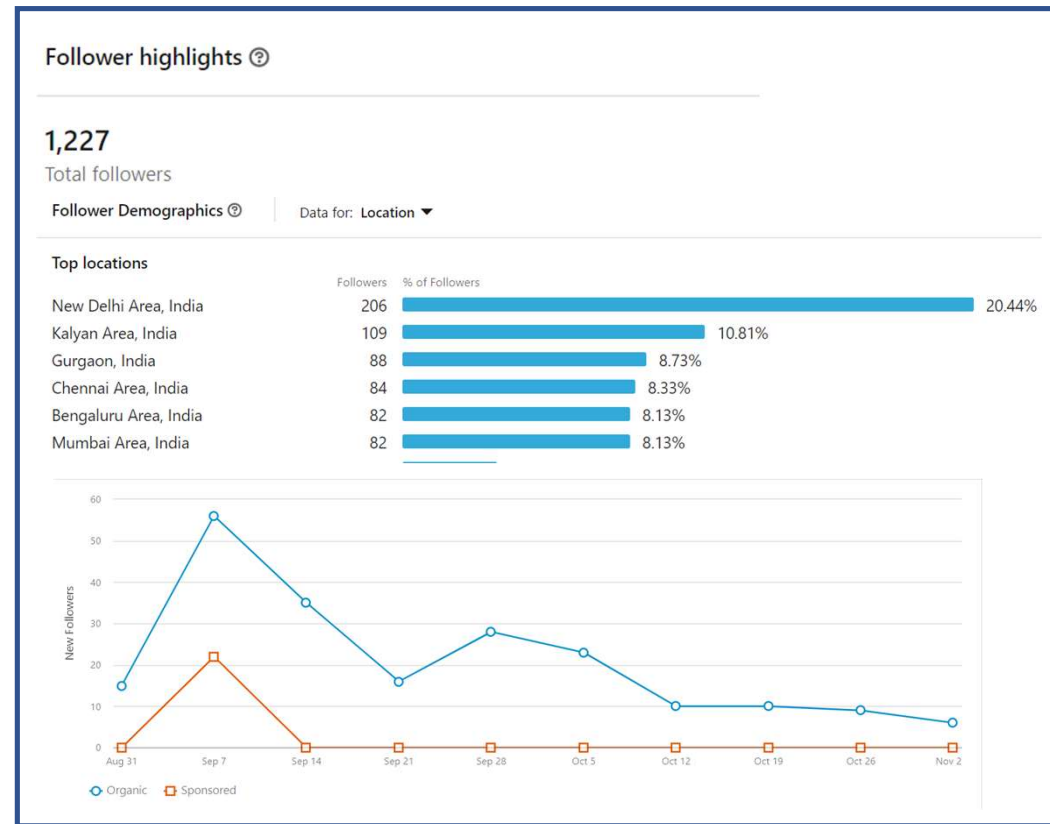 Follower highlights ?
1,227
Total followers
Follower Demographics ? Data for: Location
Top locations
Followers % of Followers
New Delhi Area, India 206 20.44%
Kalyan Area, India 109 10.81%
Gurgaon, India 88 8.73%
Chennai Area, India 84 8.33%
Bengaluru Area, India 82 8.13%
Mumbai Area, India 82 8.13%
New Followers
60
50
40
30
20
10
0
Aug 31 Sep 7 Sep 14 Sep 21 Sep 28 Oct 5 Oct 12 Oct 19 Oct 26 Nov 2
Organic Sponsored